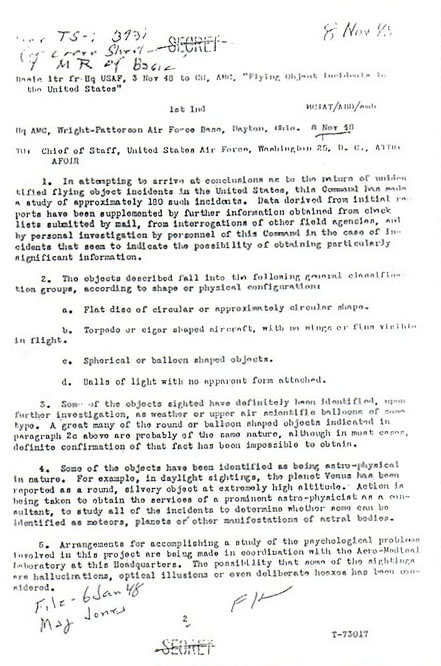 TS-1 3731
SECRET
8 Nov 48
Cy Cover Sheet
M R of Basic
Basic ltr fr Hq USAF, 3 Nov 48 to CG, AMC, "Flying Object Incidents in
the United States"
1st Ind
MCIAT/ABD/amb
Hq AMC, Wright-Patterson Air Force Base, Dayton, Ohio. 8 Nov 48
TO: Chief of Staff, United States Air Force, Washington 25, D. C., ATTN:
AFOIR
1. In attempting to arrive at conclusions as to the nature of uniden
tified flying object incidents in the United States, this Command has made
a study of approximately 180 such incidents. Data derived from initial re-
ports have been supplemented by further information obtained from check
lists submitted by mail, from interrogations of other field agencies, and
by personal investigation by personnel of this Command in the case of in-
cidents that seem to indicate the possibility of obtaining particularly
significant information.
2. The objects described fall into the following general classifica-
tion groups, according to shape or physical configuration:
a. Flat disc of circular or approximately circular shape.
b. Torpedo or cigar shaped aircraft, with no wings or fins visible
in flight.
c. Spherical or balloon shaped objects.
d. Balls of light with no apparent form attached.
3. Some of the objects sighted have definitely been identified, upon
further investigation, as weather or upper air scientific balloons of some
type. A great many of the round or balloon shaped objects indicated in
paragraph 2c above are probably of the same nature, although in most cases,
definite confirmation of that fact has been impossible to obtain.
4. Some of the objects have been identified as being astro-physical
in nature. For example, in daylight sightings, the planet Venus has been
reported as a round, silvery object at extremely high altitude. Action is
being taken to obtain the services of a prominent astro-physicist as a con-
sultant, to study all of the incidents to determine whether some can be
identified as meteors, planets or other manifestations of astral bodies.
5. Arrangements for accomplishing a study of the psychological problems
involved in this project are being made in coordination with the Aero-Medical
Laboratory at this Headquarters. The possibility that some of the sightings
are hallucinations, optical illusions or even deliberate hoaxes has been con-
sidered.
File - 6 Jan 48
Maj Jones
2
SECRET
T-73017